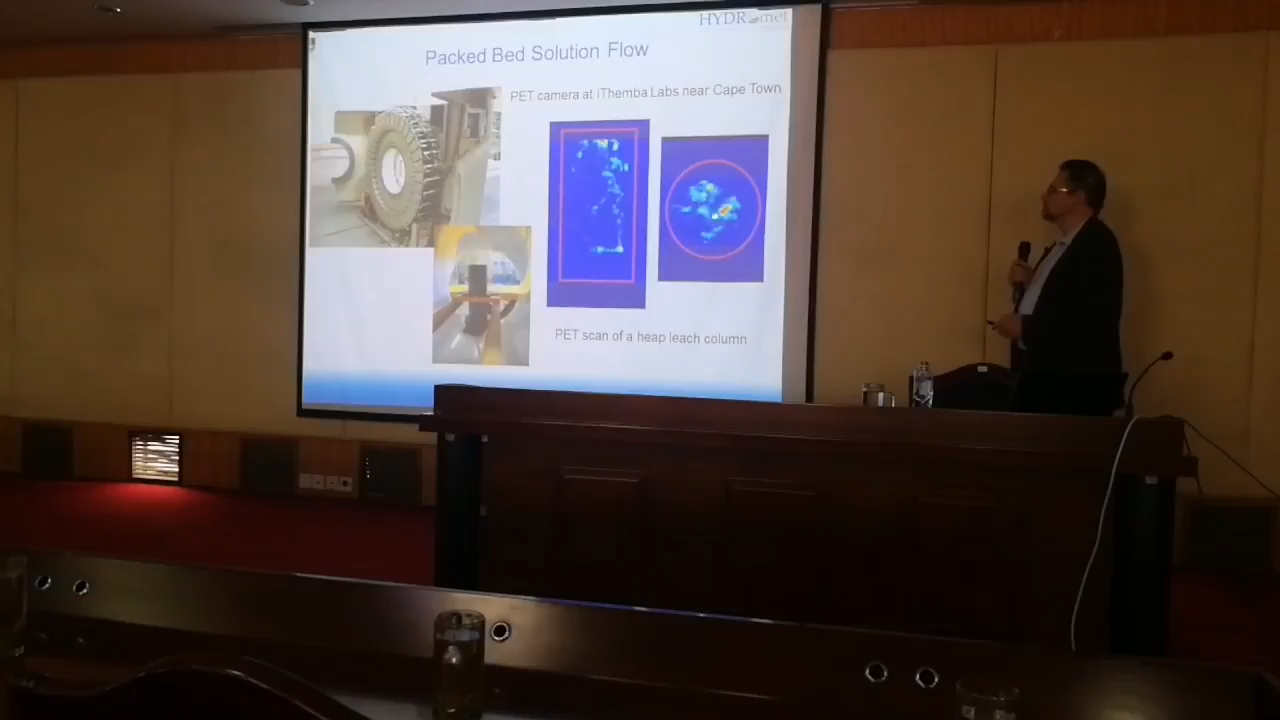 HYDROmet
Packed Bed Solution Flow
PET camera at iThemba Labs near Cape Town
PET scan of a heap leach column